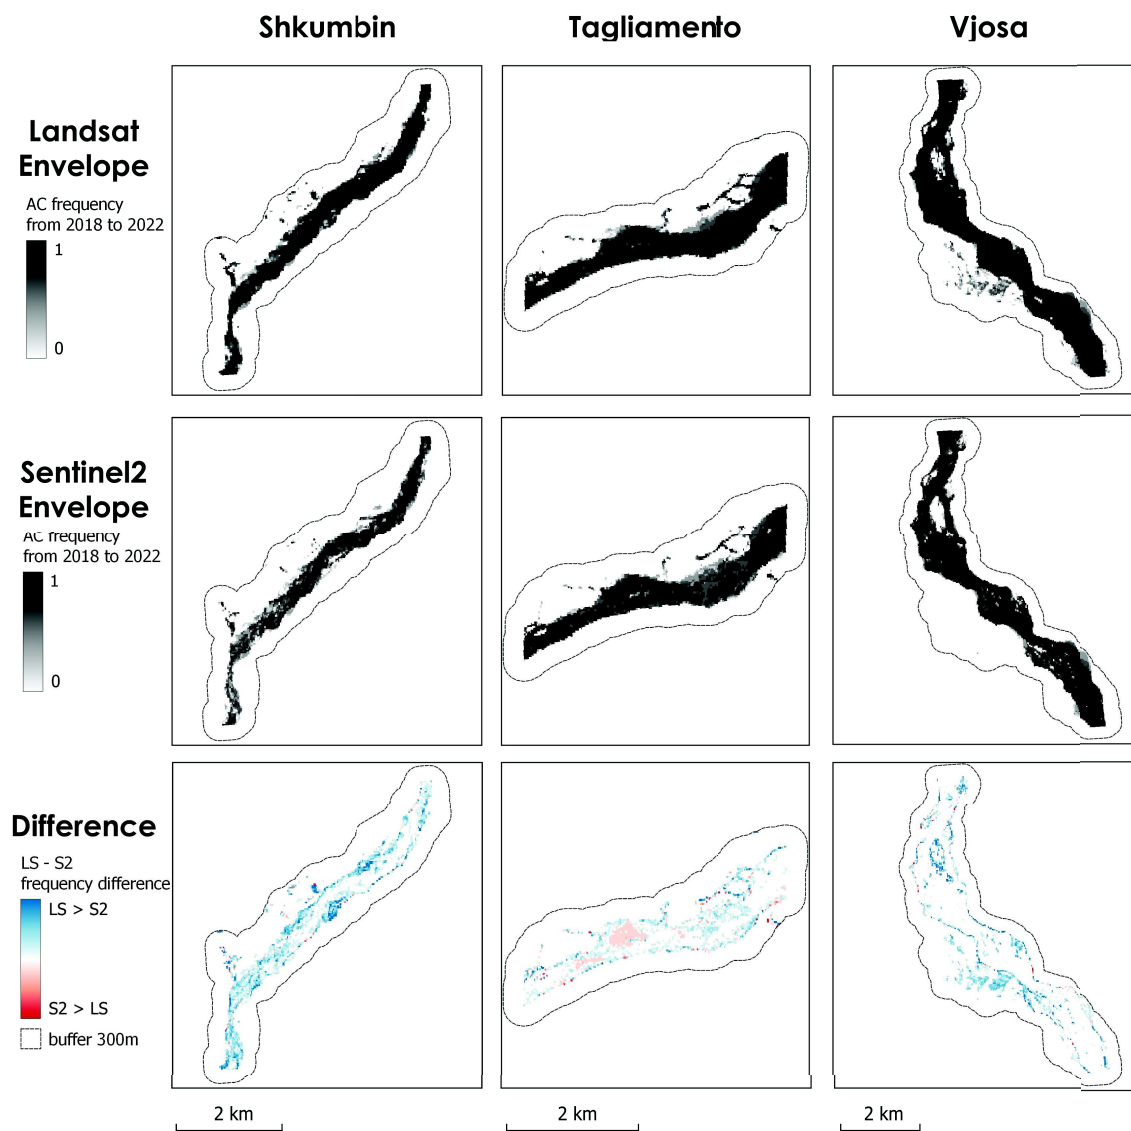 Shkumbin
Tagliamento
Vjosa
Landsat
Envelope
AC frequency
from 2018 to 2022
1
0
Sentinel2
Envelope
AC frequency
from 2018 to 2022
1
0
Difference
LS - S2
frequency difference
LS > S2
S2 > LS
buffer 300m
2 km
2 km
2 km